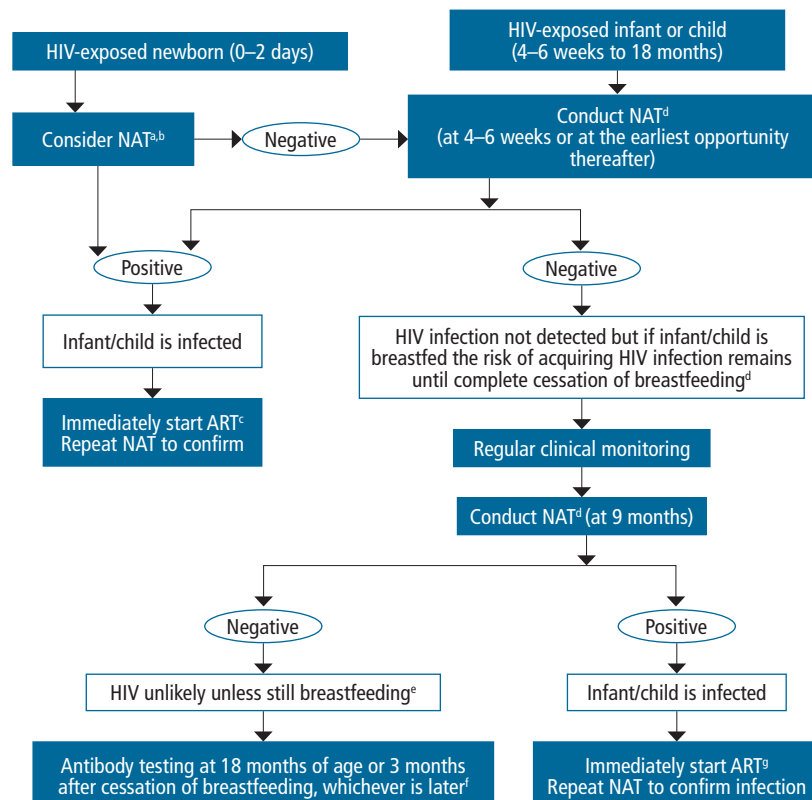 HIV-exposed newborn (0–2 days)
HIV-exposed infant or child
(4–6 weeks to 18 months)
Consider NATa,b
Negative
Conduct NATd
(at 4–6 weeks or at the earliest opportunity
thereafter)
Positive
Negative
Infant/child is infected
HIV infection not detected but if infant/child is
breastfed the risk of acquiring HIV infection remains
until complete cessation of breastfeedingd
Immediately start ARTc
Repeat NAT to confirm
Regular clinical monitoring
Conduct NATd (at 9 months)
Negative
Positive
HIV unlikely unless still breastfeedinge
Infant/child is infected
Antibody testing at 18 months of age or 3 months
after cessation of breastfeeding, whichever is laterf
Immediately start ARTg
Repeat NAT to confirm infection